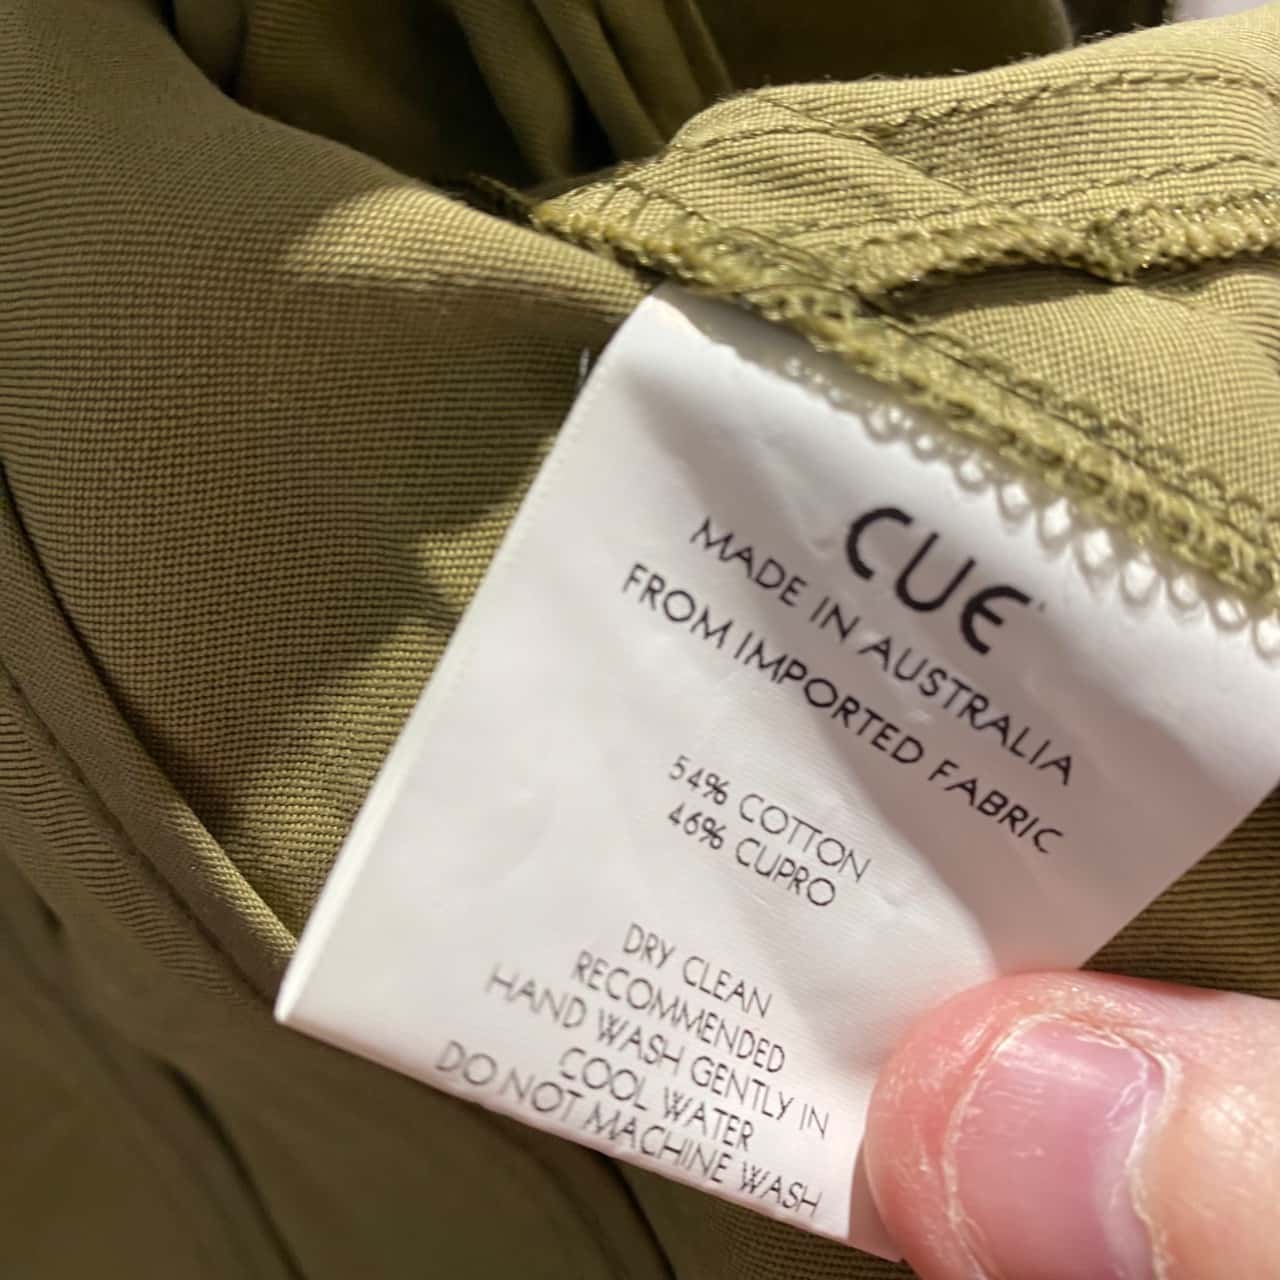 CUE
MADE IN AUSTRALIA
FROM IMPORTED FABRIC
54% COTTON
46% CUPRO
DRY CLEAN
RECOMMENDED
HAND WASH GENTLY IN
COOL WATER
DO NOT MACHINE WASH